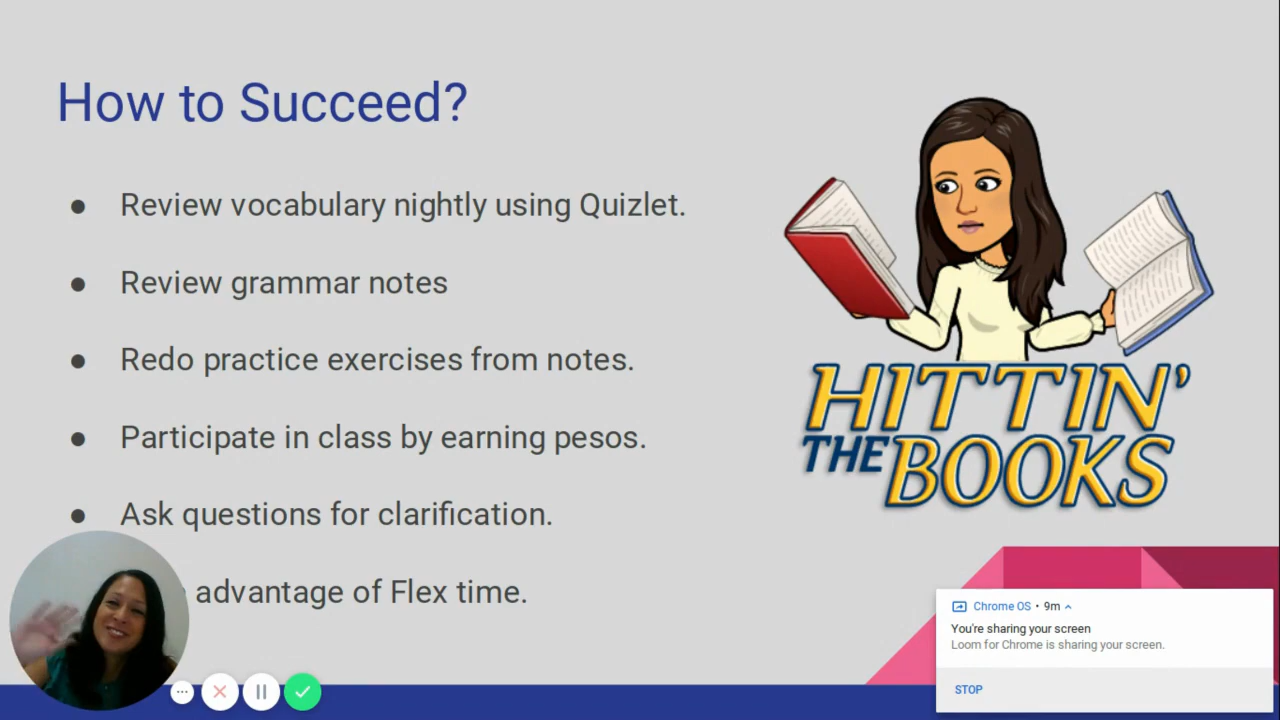 How to Succeed?
● Review vocabulary nightly using Quizlet.
● Review grammar notes
● Redo practice exercises from notes.
● Participate in class by earning pesos.
● Ask questions for clarification.
advantage of Flex time.
HITTIN'
THE BOOKS
Chrome OS • 9m
You're sharing your screen
Loom for Chrome is sharing your screen.
STOP